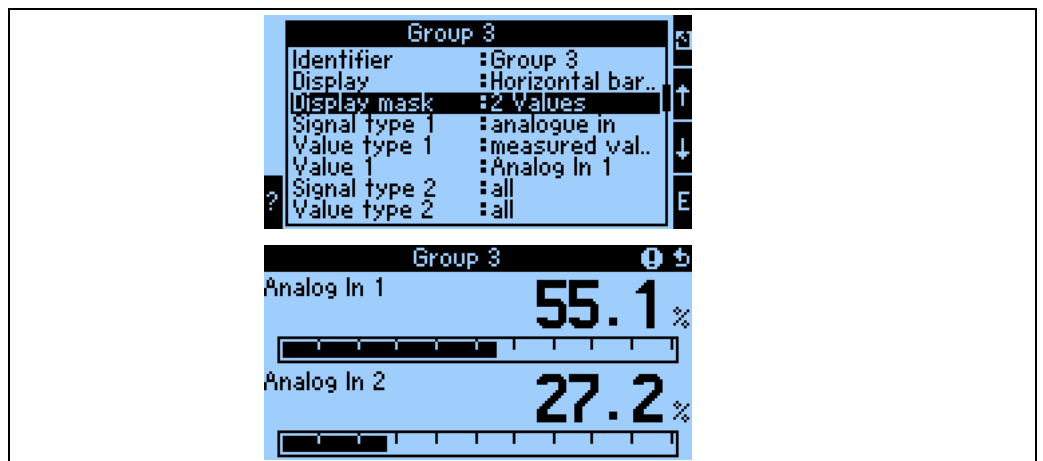 Group 3
Identifier :Group 3
Display :Horizontal bar..
Display mask :2 Values
Signal type 1 :analogue in
Value type 1 :measured val..
Value 1 :Analog In 1
Signal type 2 :all
Value type 2 :all
? E
Group 3
Analog In 1 55.1 %
Analog In 2 27.2 %